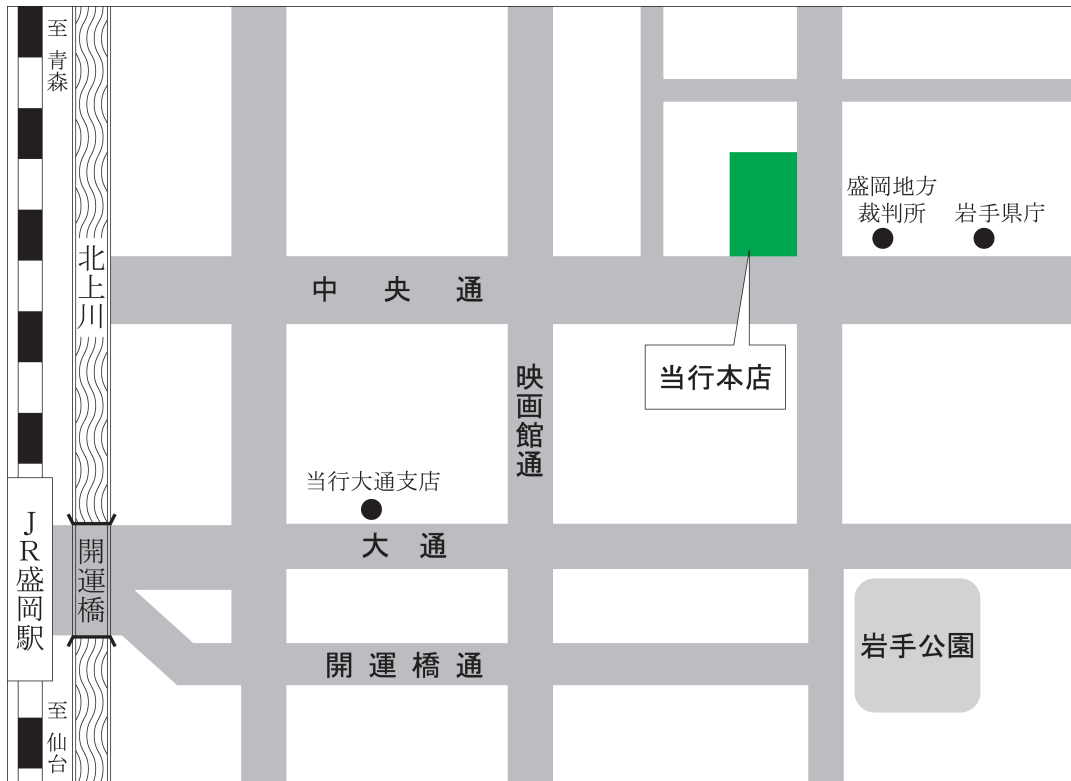 至青森
盛岡地方
裁判所
岩手県庁
北上川
中央通
映画館通
当行本店
当行大通支店
大通
JR盛岡駅
開運橋
岩手公園
開運橋通
至仙台